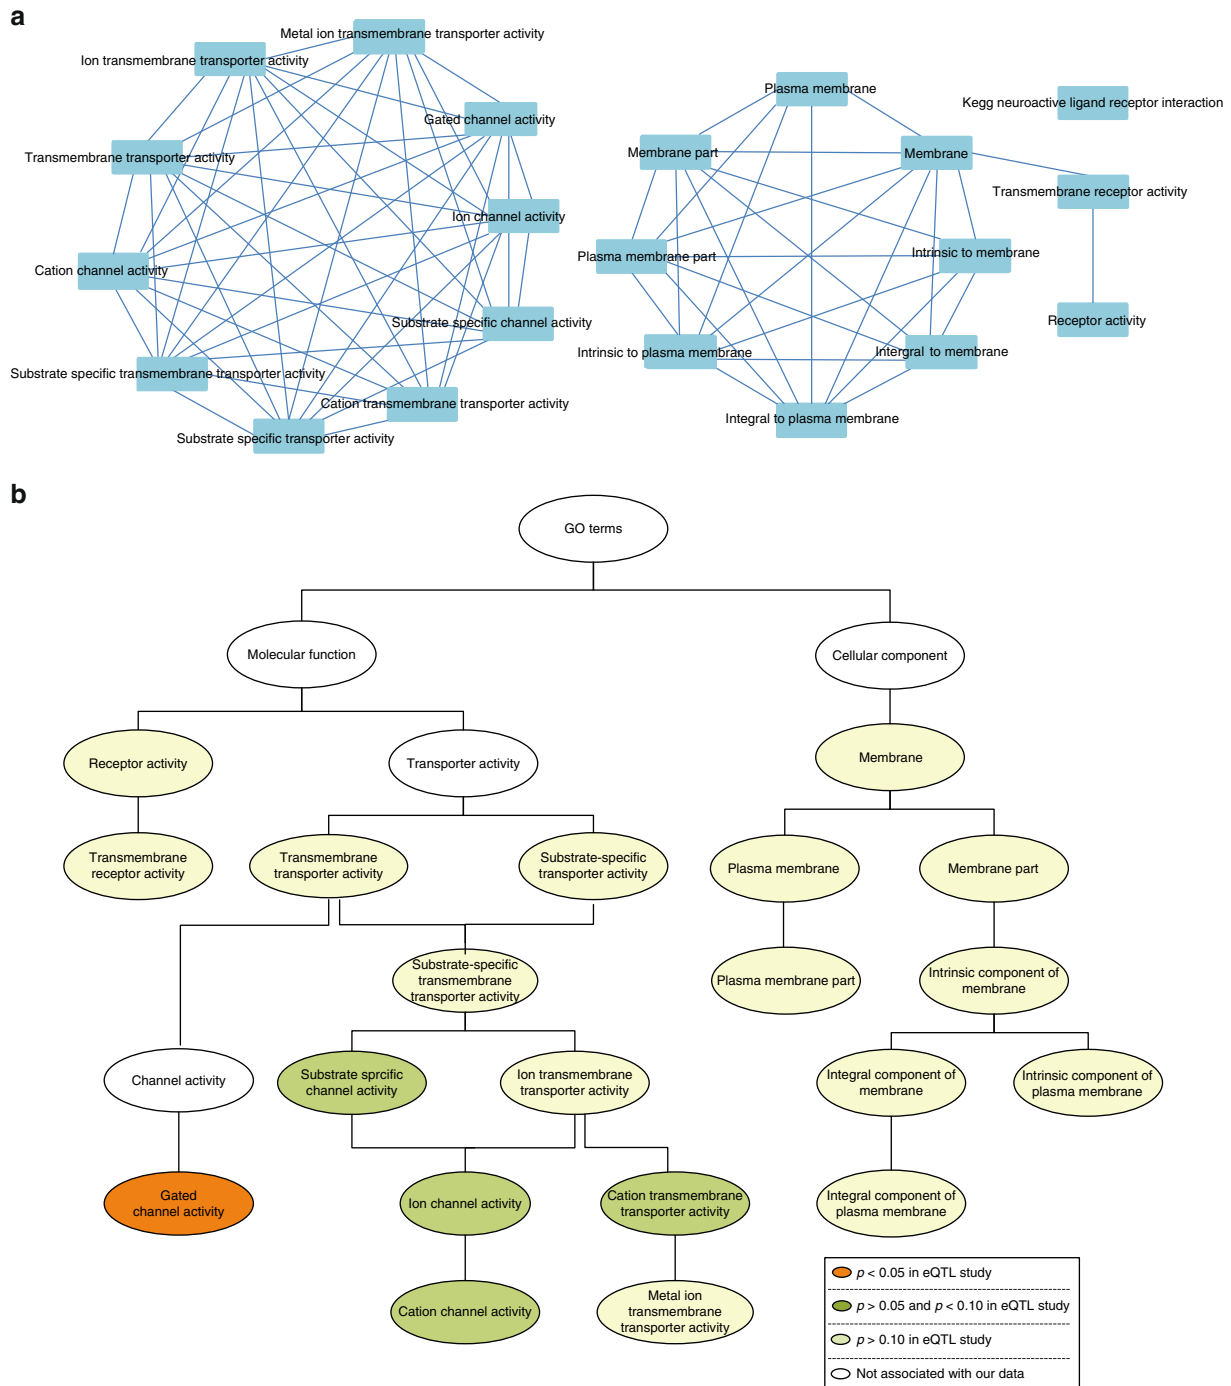 a
Metal ion transmembrane transporter activity
Ion transmembrane transporter activity
Gated channel activity
Transmembrane transporter activity
Ion channel activity
Cation channel activity
Substrate specific channel activity
Substrate specific transmembrane transporter activity
Cation transmembrane transporter activity
Substrate specific transporter activity
Plasma membrane
Kegg neuroactive ligand receptor interaction
Membrane part
Membrane
Transmembrane receptor activity
Plasma membrane part
Intrinsic to membrane
Receptor activity
Intrinsic to plasma membrane
Intergral to membrane
Integral to plasma membrane
b
GO terms
Molecular function
Cellular component
Receptor activity
Transporter activity
Membrane
Transmembrane
receptor activity
Transmembrane
transporter activity
Substrate-specific
transporter activity
Plasma membrane
Membrane part
Substrate-specific
transmembrane
transporter activity
Plasma membrane part
Intrinsic component of
membrane
Channel activity
Substrate sprcific
channel activity
Ion transmembrane
transporter activity
Integral component of
membrane
Intrinsic component of
plasma membrane
Gated
channel activity
Ion channel activity
Cation transmembrane
transporter activity
Integral component of
plasma membrane
Cation channel activity
Metal ion
transmembrane
transporter activity
p < 0.05 in eQTL study
p > 0.05 and p < 0.10 in eQTL study
p > 0.10 in eQTL study
Not associated with our data